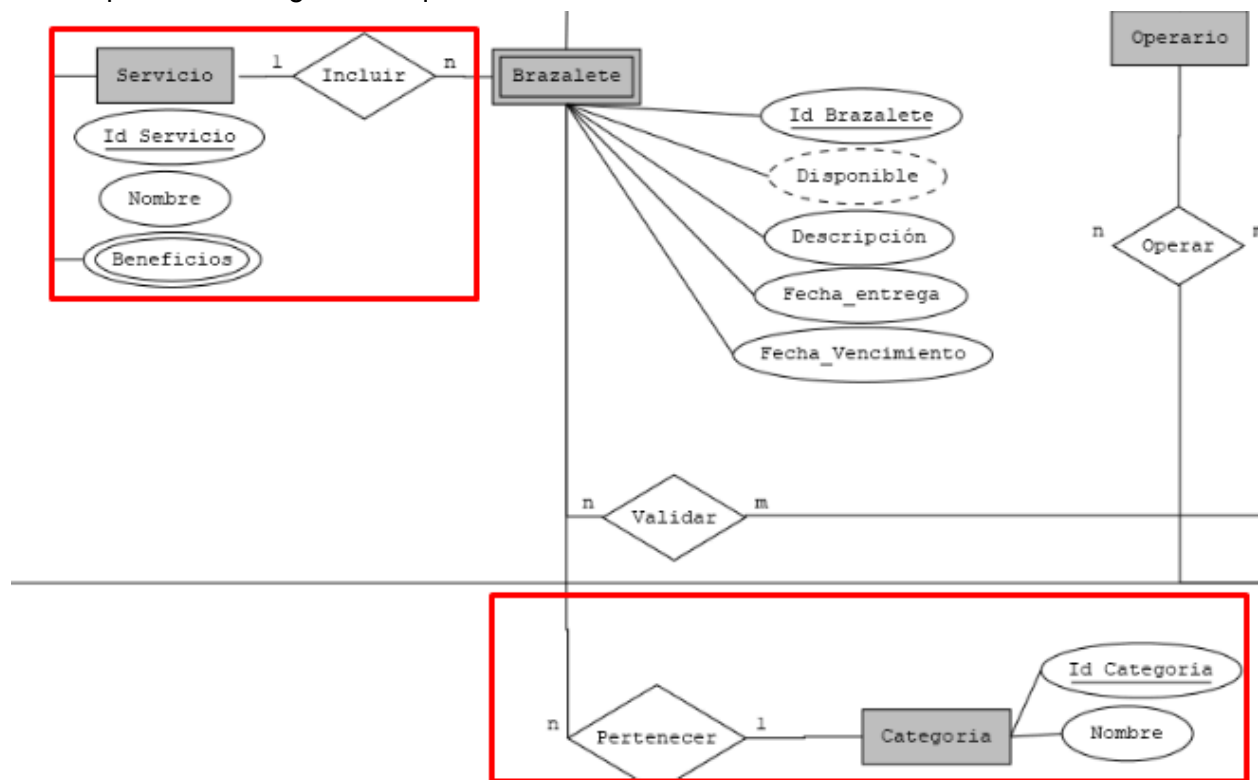 Operario
Servicio
1
Incluir
n
Brazalete
Id Servicio
Id Brazalete
Nombre
Disponible
Beneficios
Descripción
Fecha_entrega
Fecha_Vencimiento
n
Operar
n
Validar
m
n
Pertenecer
1
Categoria
Id Categoria
Nombre